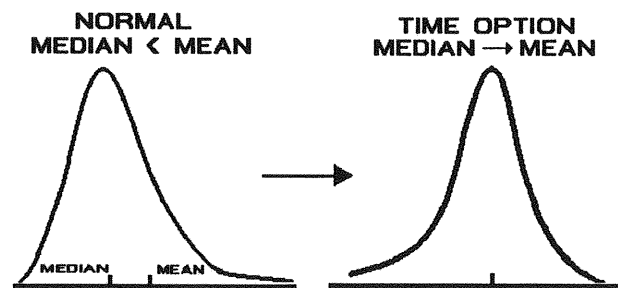 NORMAL
MEDIAN < MEAN
TIME OPTION
MEDIAN → MEAN
MEDIAN
MEAN